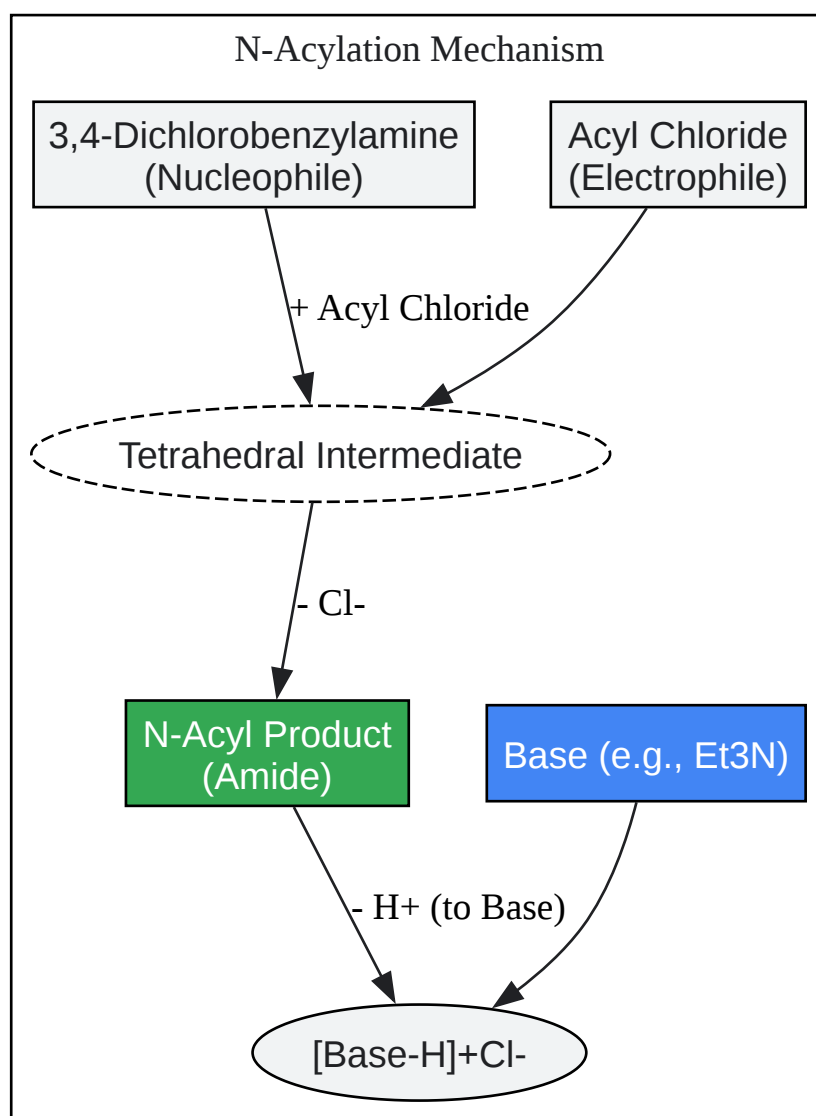 N-Acylation Mechanism
3,4-Dichlorobenzylamine
(Nucleophile)
Acyl Chloride
(Electrophile)
+ Acyl Chloride
Tetrahedral Intermediate
- Cl-
N-Acyl Product
(Amide)
Base (e.g., Et3N)
- H+ (to Base)
[Base-H]+Cl-